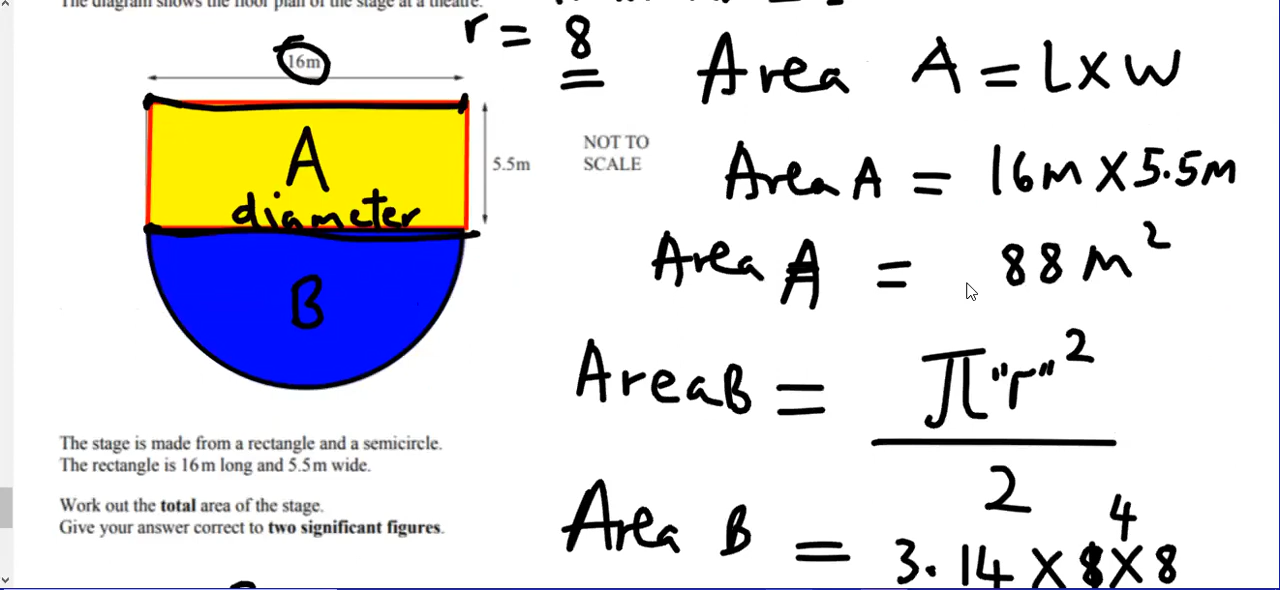 The diagram shows the floor plan of the stage at a theatre.
r = 8
16m
Area A = L X W
A
5.5m
NOT TO
SCALE
Area A = 16m X 5.5m
diameter
Area A = 88m²
B
Area B = π "r"²
2
The stage is made from a rectangle and a semicircle.
The rectangle is 16m long and 5.5m wide.
Work out the total area of the stage.
Give your answer correct to two significant figures.
4
Area B = 3.14 X 8 X 8